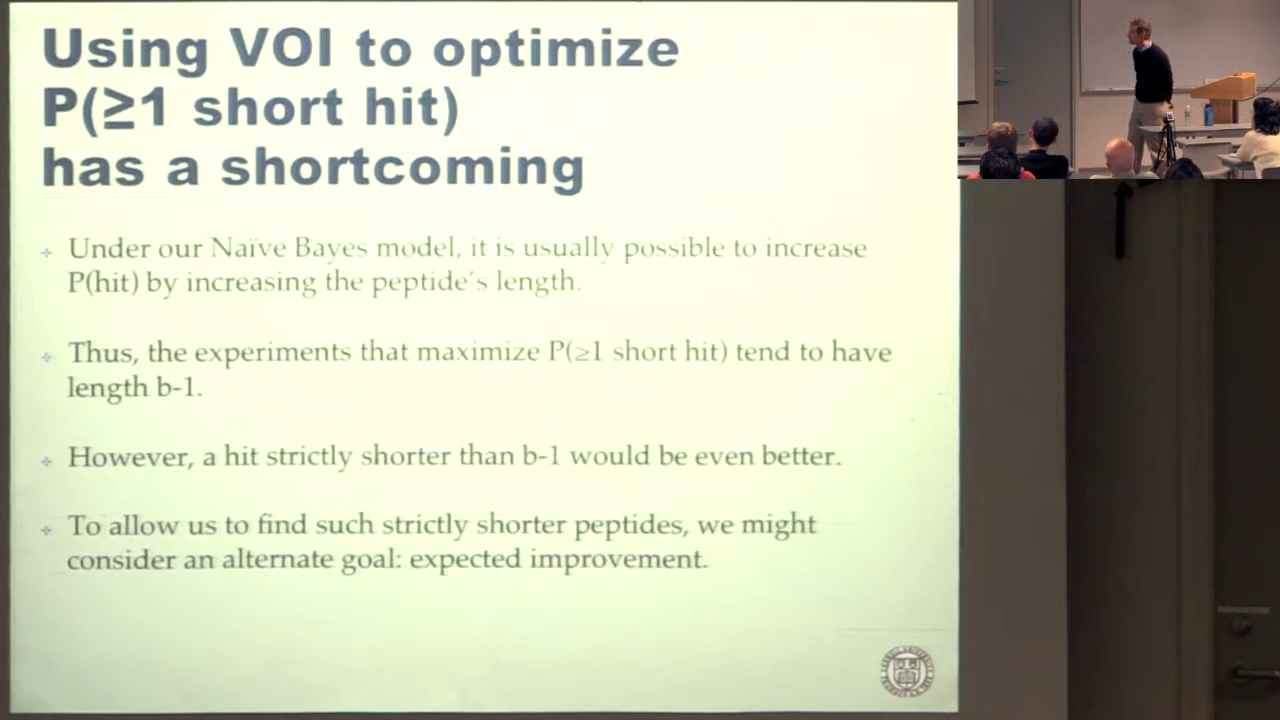 Using VOI to optimize
P(≥1 short hit)
has a shortcoming
Under our Naïve Bayes model, it is usually possible to increase
P(hit) by increasing the peptide's length.
Thus, the experiments that maximize P(≥1 short hit) tend to have
length b-1.
However, a hit strictly shorter than b-1 would be even better.
To allow us to find such strictly shorter peptides, we might
consider an alternate goal: expected improvement.